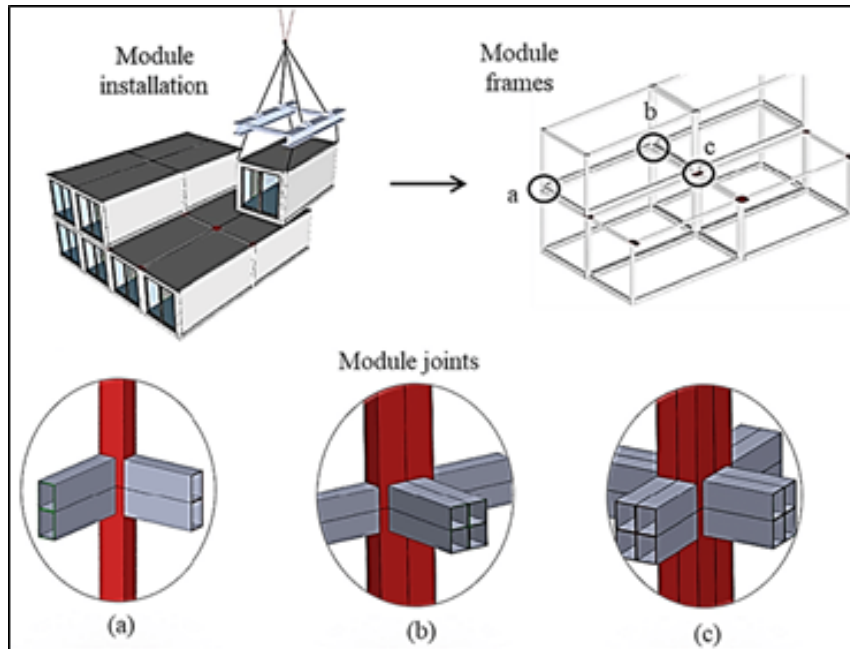 Module
installation
Module
frames
b
c
a
Module joints
(a)
(b)
(c)